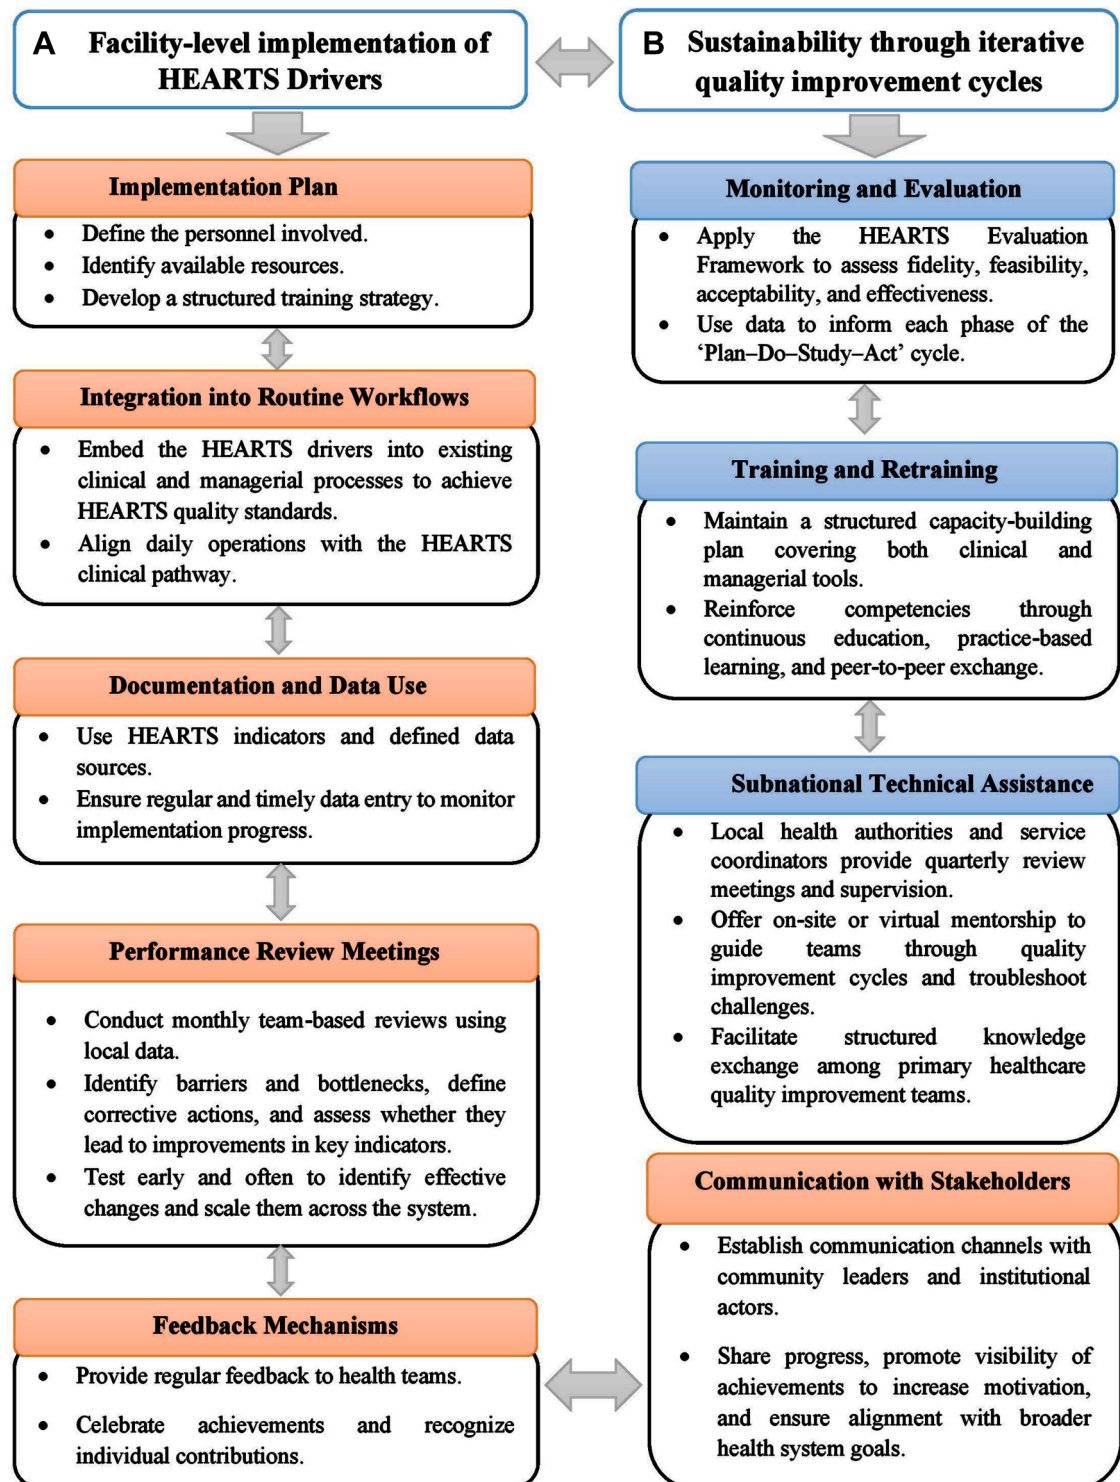 A Facility-level implementation of
HEARTS Drivers
Implementation Plan
• Define the personnel involved.
• Identify available resources.
• Develop a structured training strategy.
Integration into Routine Workflows
• Embed the HEARTS drivers into existing
clinical and managerial processes to achieve
HEARTS quality standards.
• Align daily operations with the HEARTS
clinical pathway.
Documentation and Data Use
• Use HEARTS indicators and defined data
sources.
• Ensure regular and timely data entry to monitor
implementation progress.
Performance Review Meetings
• Conduct monthly team-based reviews using
local data.
• Identify barriers and bottlenecks, define
corrective actions, and assess whether they
lead to improvements in key indicators.
• Test early and often to identify effective
changes and scale them across the system.
Feedback Mechanisms
• Provide regular feedback to health teams.
• Celebrate achievements and recognize
individual contributions.
B Sustainability through iterative
quality improvement cycles
Monitoring and Evaluation
• Apply the HEARTS Evaluation
Framework to assess fidelity, feasibility,
acceptability, and effectiveness.
• Use data to inform each phase of the
‘Plan–Do–Study–Act’ cycle.
Training and Retraining
• Maintain a structured capacity-building
plan covering both clinical and
managerial tools.
• Reinforce competencies through
continuous education, practice-based
learning, and peer-to-peer exchange.
Subnational Technical Assistance
• Local health authorities and service
coordinators provide quarterly review
meetings and supervision.
• Offer on-site or virtual mentorship to
guide teams through quality
improvement cycles and troubleshoot
challenges.
• Facilitate structured knowledge
exchange among primary healthcare
quality improvement teams.
Communication with Stakeholders
• Establish communication channels with
community leaders and institutional
actors.
• Share progress, promote visibility of
achievements to increase motivation,
and ensure alignment with broader
health system goals.